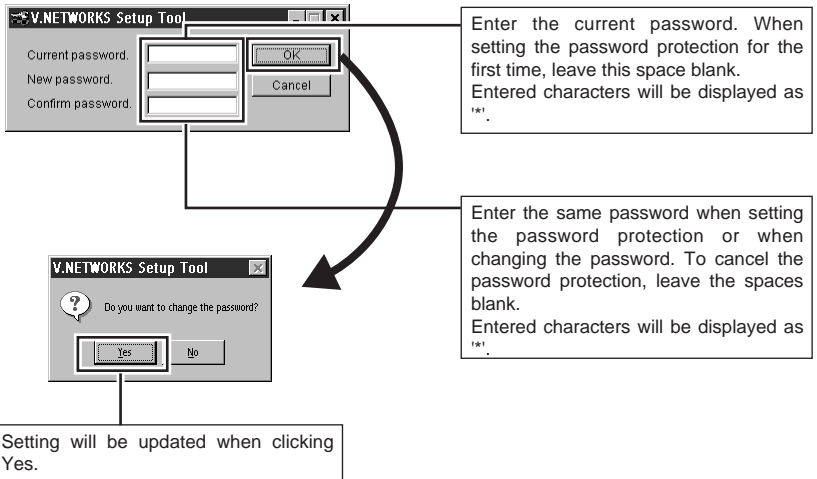 V.NETWORKS Setup Tool
Current password.
New password.
Confirm password.
OK
Cancel
Enter the current password. When
setting the password protection for the
first time, leave this space blank.
Entered characters will be displayed as
'*'.
Enter the same password when setting
the password protection or when
changing the password. To cancel the
password protection, leave the spaces
blank.
Entered characters will be displayed as
'*'.
V.NETWORKS Setup Tool
Do you want to change the password?
Yes
No
Setting will be updated when clicking
Yes.